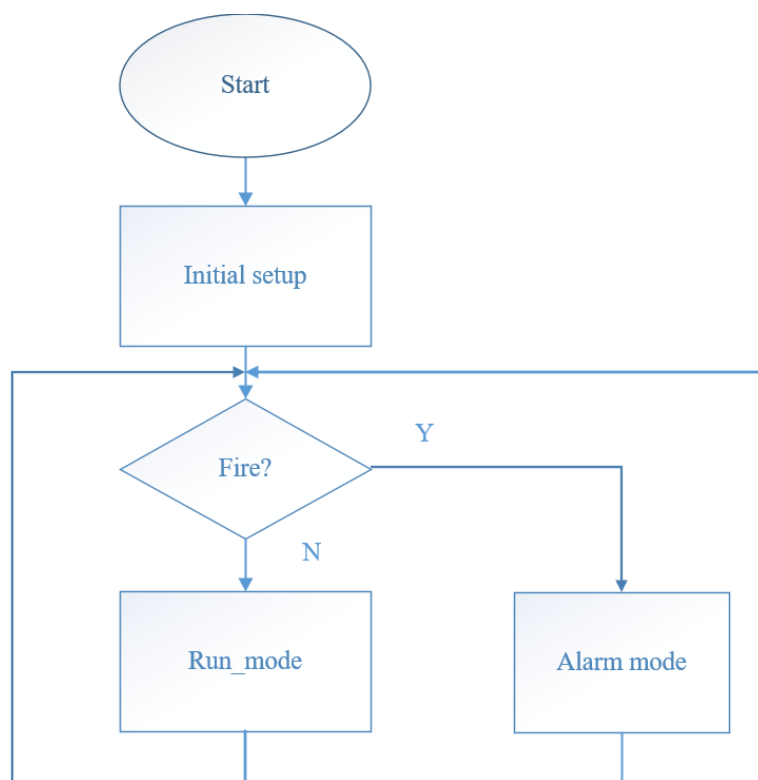 Start
Initial setup
Fire?
Y
N
Run_mode
Alarm mode